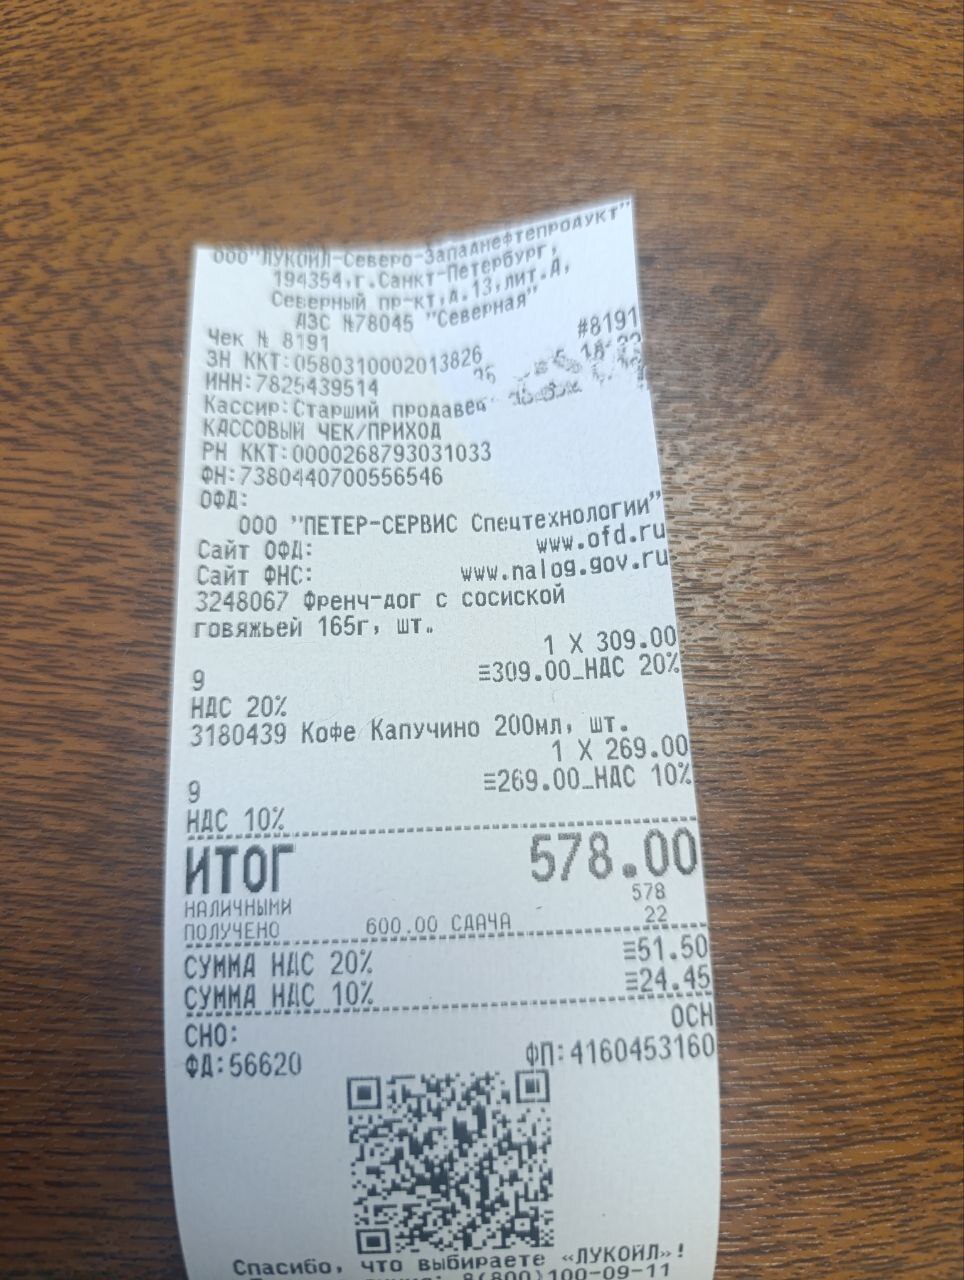 ООО"ЛУКОЙЛ-Северо-Западнефтепродукт"
194354,г.Санкт-Петербург,
Северный пр-кт,д.13,лит.А,
АЗС №78045 "Северная"
Чек № 8191 #8191
ЗН ККТ:0580310002013826
ИНН:7825439514
Кассир:Старший продавец
КАССОВЫЙ ЧЕК/ПРИХОД
РН ККТ:0000268793031033
ФН:7380440700556546
ОФД:
ООО "ПЕТЕР-СЕРВИС Спецтехнологии"
Сайт ОФД: www.ofd.ru
Сайт ФНС: www.nalog.gov.ru
3248067 Френч-дог с сосиской
говяжьей 165г, шт.
1 X 309.00
9 ≡309.00_НДС 20%
НДС 20%
3180439 Кофе Капучино 200мл, шт.
1 X 269.00
9 ≡269.00_НДС 10%
НДС 10%
ИТОГ 578.00
НАЛИЧНЫМИ 578
ПОЛУЧЕНО 600.00 СДАЧА 22
СУММА НДС 20% ≡51.50
СУММА НДС 10% ≡24.45
СНО: ОСН
ФД:56620 ФП:4160453160
Спасибо, что выбираете «ЛУКОЙЛ»!
8(800)100-09-11